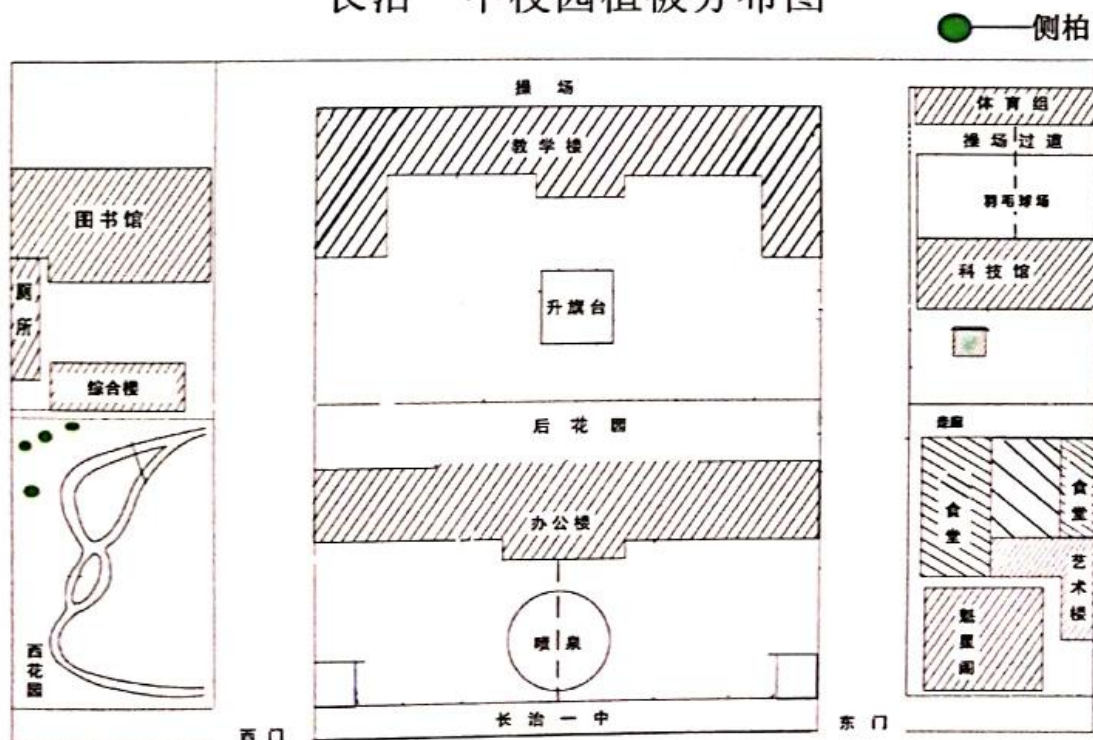 长治一中校园植被分布图
侧柏
操场
体育组
教学楼
操场过道
图书馆
羽毛球场
科技馆
厕所
升旗台
综合楼
后花园
走廊
食堂
食堂
办公楼
艺术楼
魁星阁
喷泉
西花园
长治一中
西门
东门